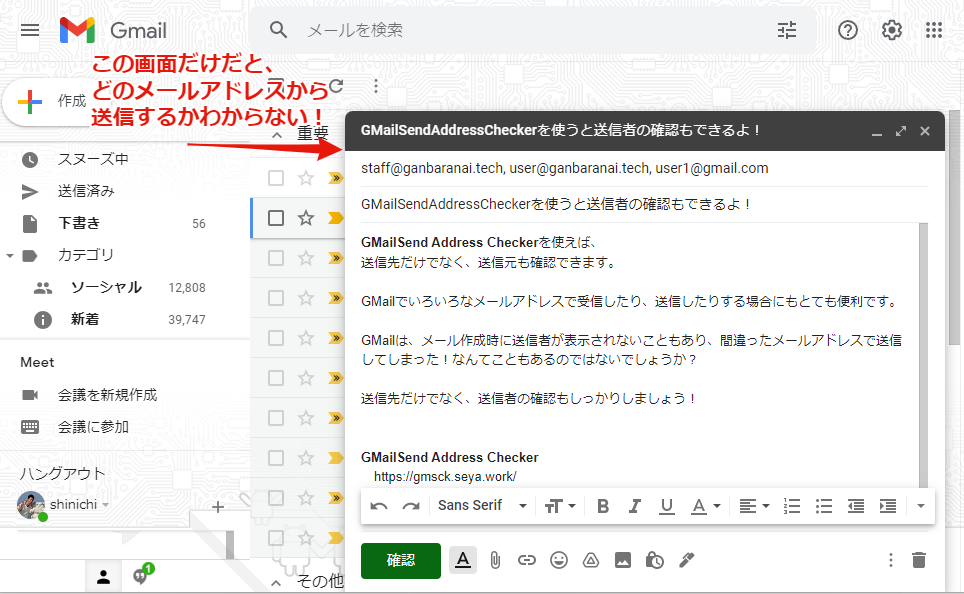 Gmail
メールを検索
この画面だけだと、
どのメールアドレスから
送信するかわからない！
作成
重要
スヌーズ中
送信済み
下書き 56
カテゴリ
ソーシャル 12,808
新着 39,747
Meet
会議を新規作成
会議に参加
ハングアウト
shinichi
1
その他
GMailSendAddressCheckerを使うと送信者の確認もできるよ！
staff@ganbaranai.tech, user@ganbaranai.tech, user1@gmail.com
GMailSendAddressCheckerを使うと送信者の確認もできるよ！
GMailSend Address Checkerを使えば、
送信先だけでなく、送信元も確認できます。
GMailでいろいろなメールアドレスで受信したり、送信したりする場合にもとても便利です。
GMailは、メール作成時に送信者が表示されないこともあり、間違ったメールアドレスで送信
してしまった！なんてこともあるのではないでしょうか？
送信先だけでなく、送信者の確認もしっかりしましょう！
GMailSend Address Checker
https://gmsck.seya.work/
Sans Serif
確認